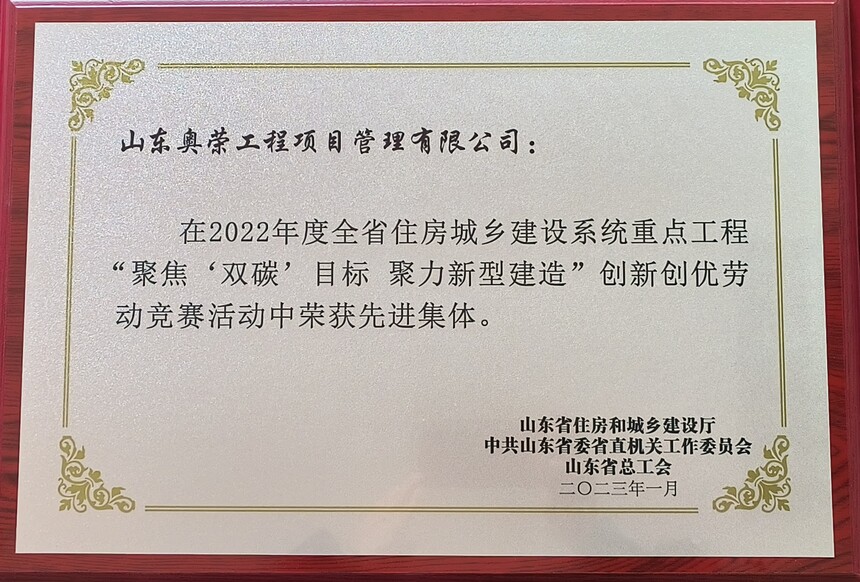 山东奥荣工程项目管理有限公司：
在2022年度全省住房城乡建设系统重点工程
“聚焦‘双碳’目标 聚力新型建造”创新创优劳
动竞赛活动中荣获先进集体。
山东省住房和城乡建设厅
中共山东省委省直机关工作委员会
山东省总工会
二〇二三年一月